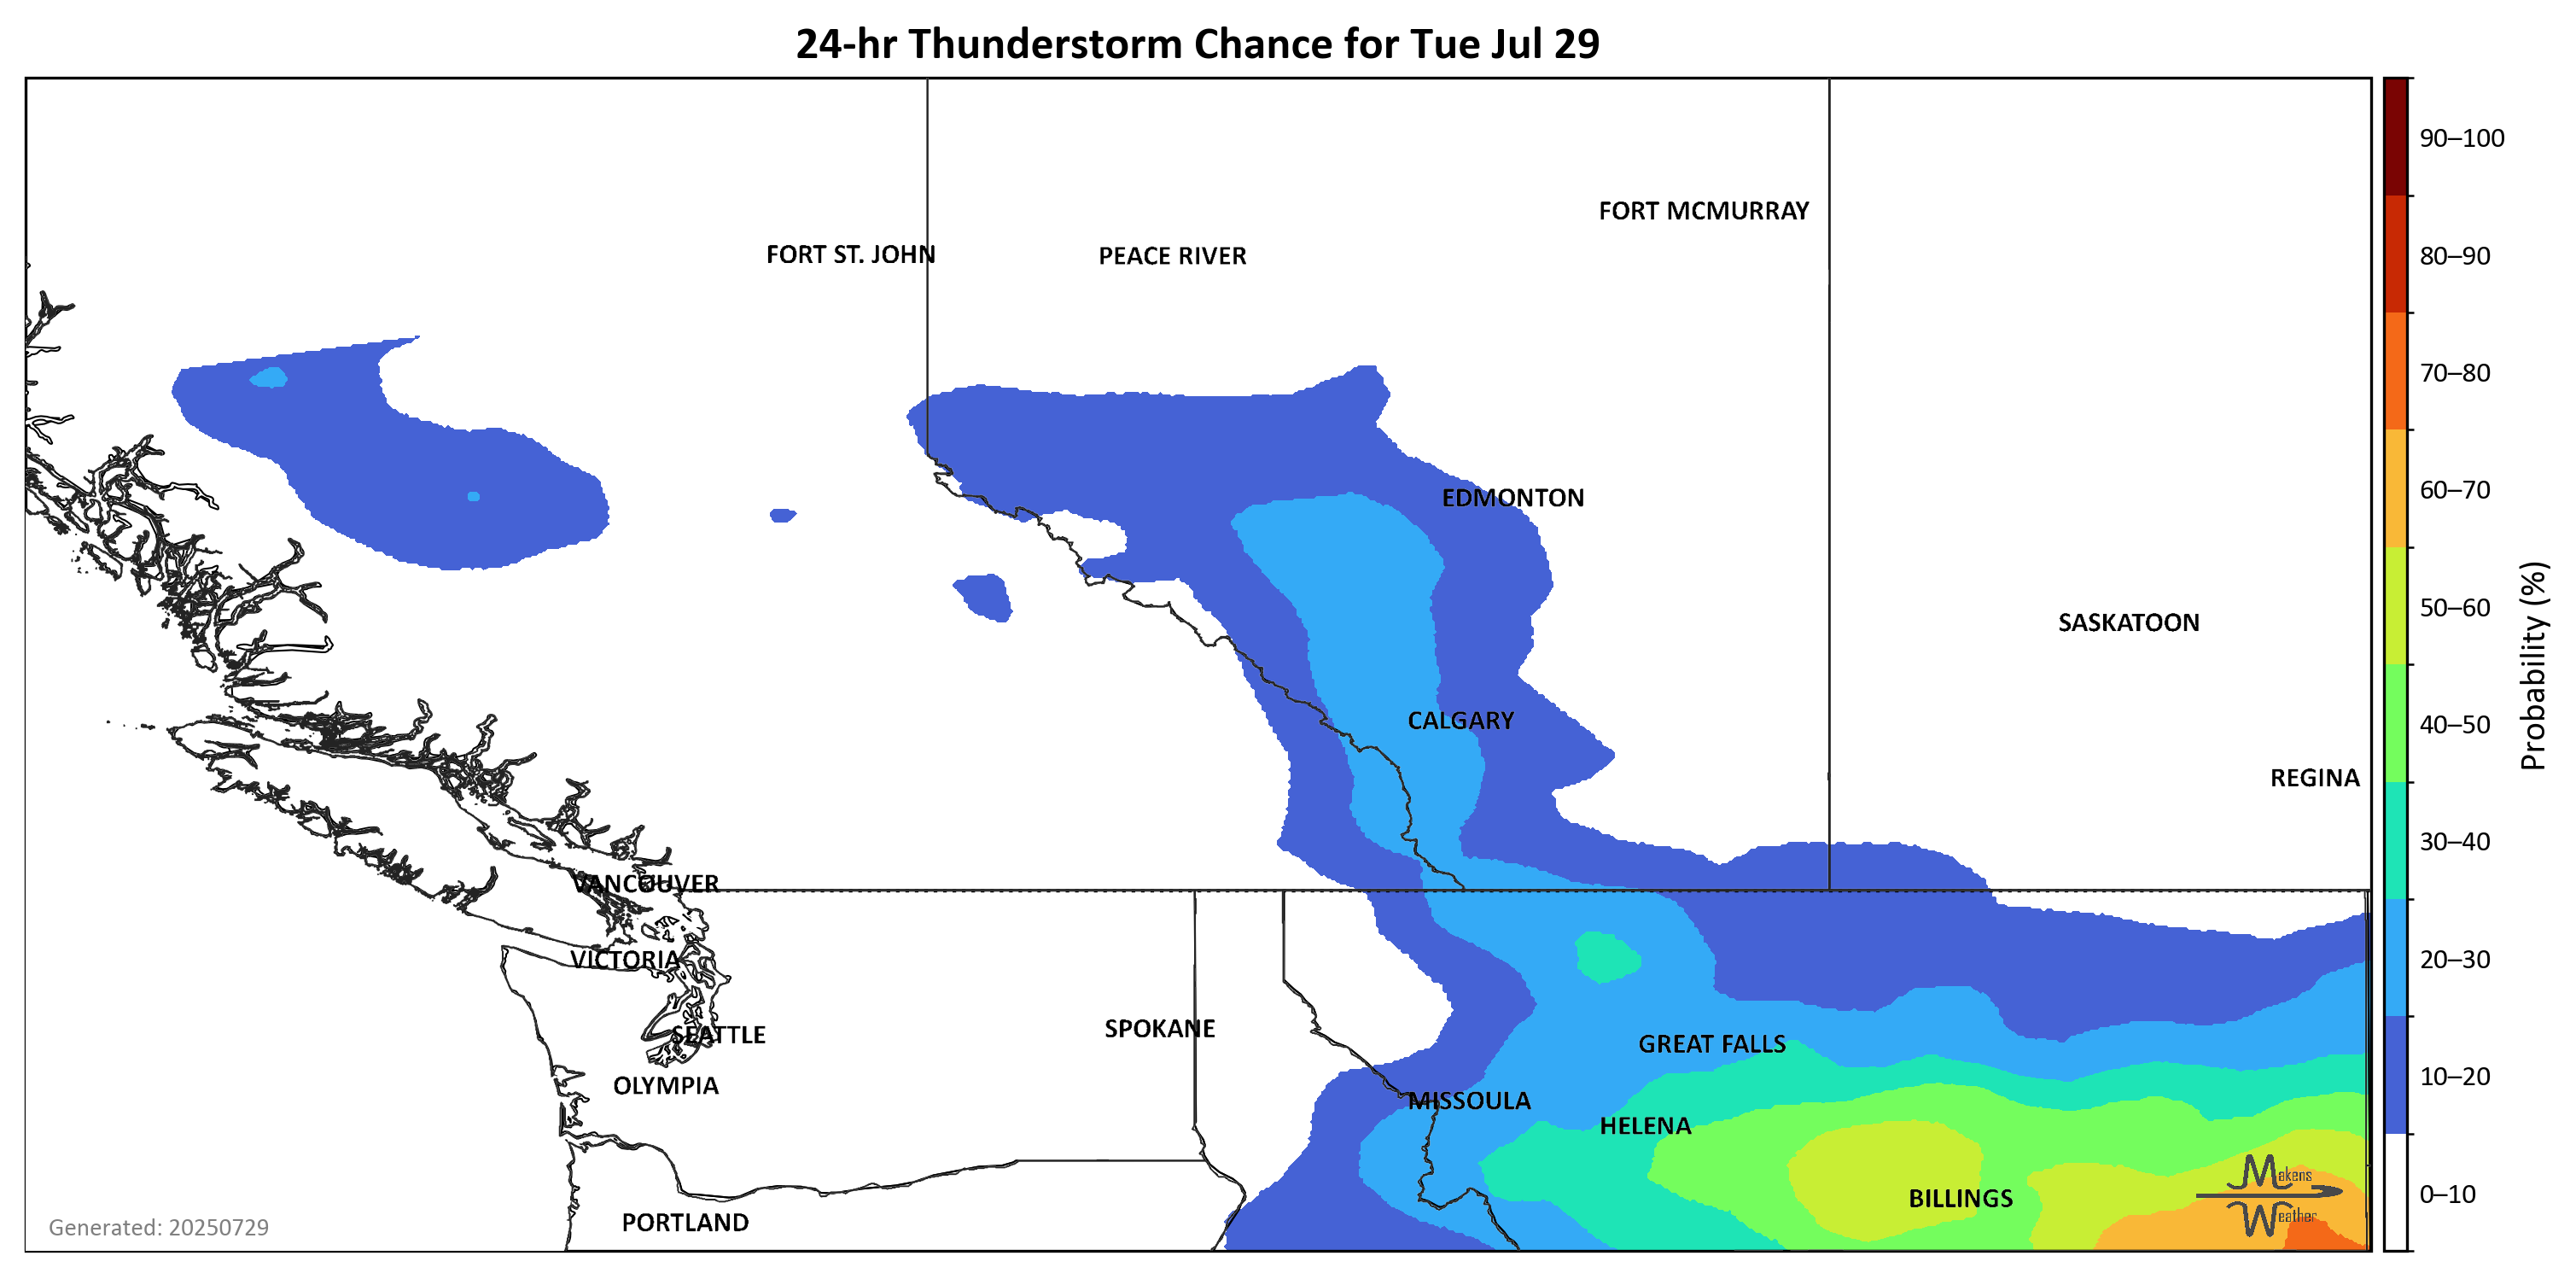 24-hr Thunderstorm Chance for Tue Jul 29
90–100
FORT MCMURRAY
FORT ST. JOHN
PEACE RIVER
80–90
70–80
EDMONTON
60–70
50–60
SASKATOON
CALGARY
40–50
Probability (%)
REGINA
30–40
VANCOUVER
VICTORIA
20–30
SPOKANE
SEATTLE
GREAT FALLS
OLYMPIA
10–20
MISSOULA
HELENA
Makens
Weather
0–10
BILLINGS
PORTLAND
Generated: 20250729